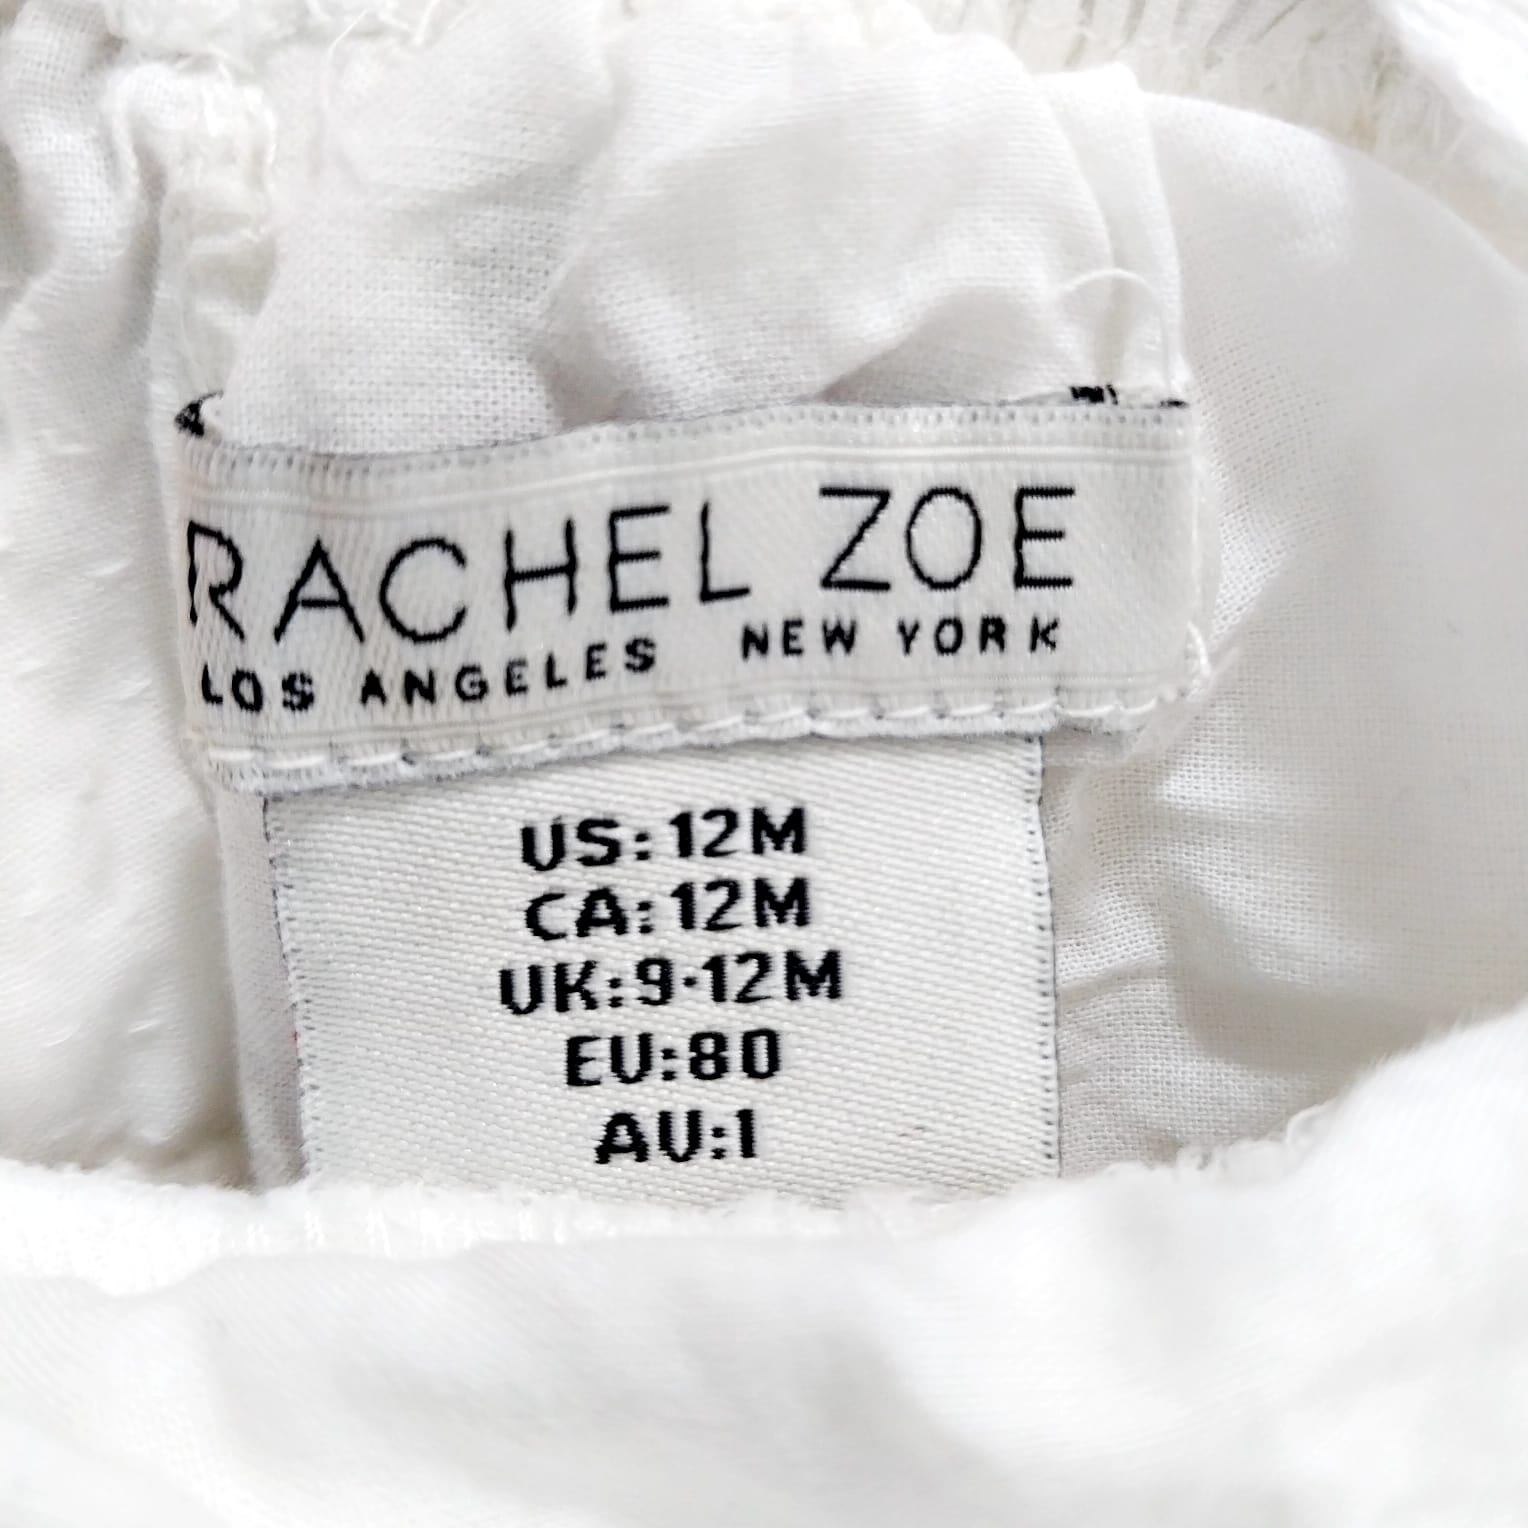 RACHEL ZOE
LOS ANGELES NEW YORK
US:12M
CA:12M
UK:9-12M
EU:80
AU:1